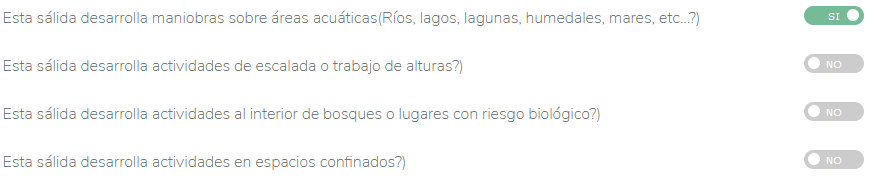 Esta sálida desarrolla maniobras sobre áreas acuáticas(Ríos, lagos, lagunas, humedales, mares, etc...?) SI
Esta sálida desarrolla actividades de escalada o trabajo de alturas?) NO
Esta sálida desarrolla actividades al interior de bosques o lugares con riesgo biológico?) NO
Esta sálida desarrolla actividades en espacios confinados?) NO